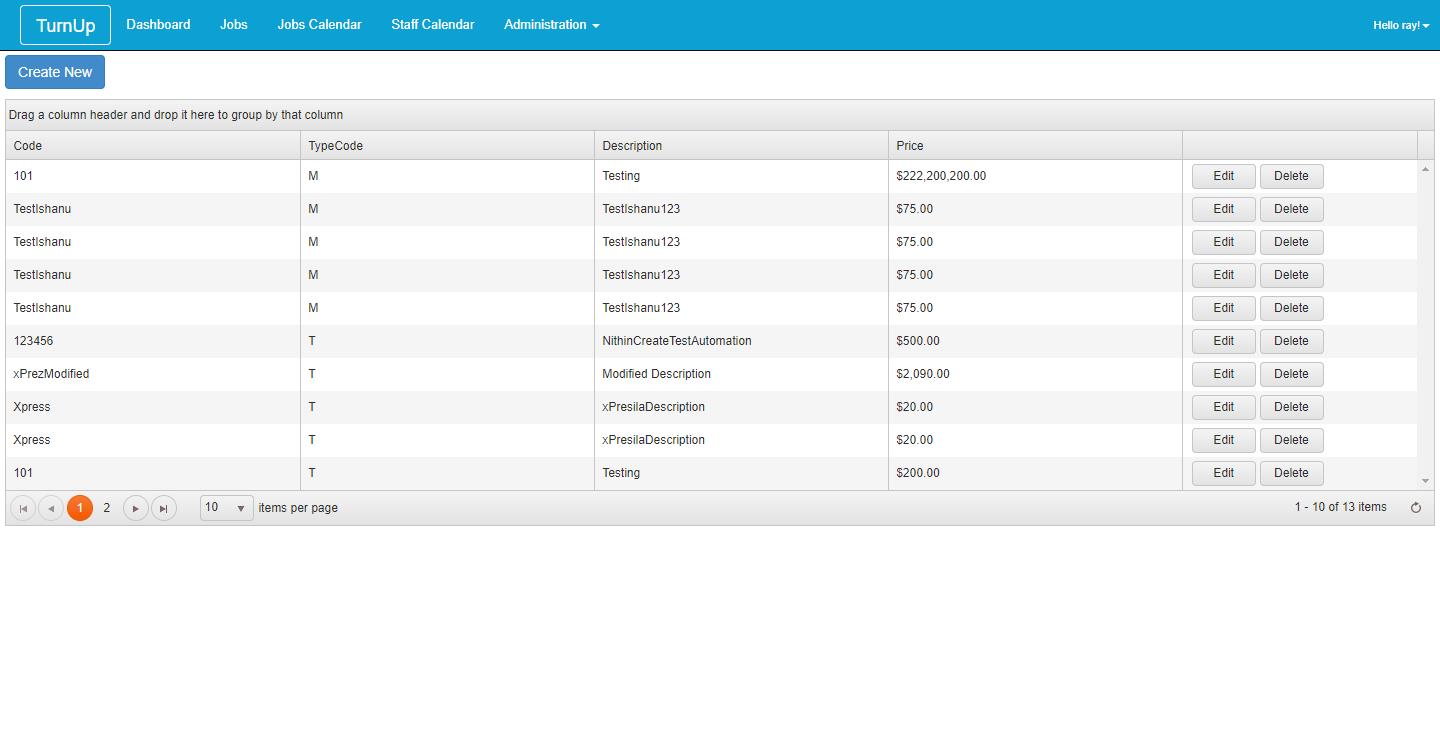 TurnUp Dashboard Jobs Jobs Calendar Staff Calendar Administration Hello ray!
Create New
Drag a column header and drop it here to group by that column
Code TypeCode Description Price
101 M Testing $222,200,200.00 Edit Delete
TestIshanu M TestIshanu123 $75.00 Edit Delete
TestIshanu M TestIshanu123 $75.00 Edit Delete
TestIshanu M TestIshanu123 $75.00 Edit Delete
TestIshanu M TestIshanu123 $75.00 Edit Delete
123456 T NithinCreateTestAutomation $500.00 Edit Delete
xPrezModified T Modified Description $2,090.00 Edit Delete
Xpress T xPresilaDescription $20.00 Edit Delete
Xpress T xPresilaDescription $20.00 Edit Delete
101 T Testing $200.00 Edit Delete
1 2 10 items per page 1 - 10 of 13 items